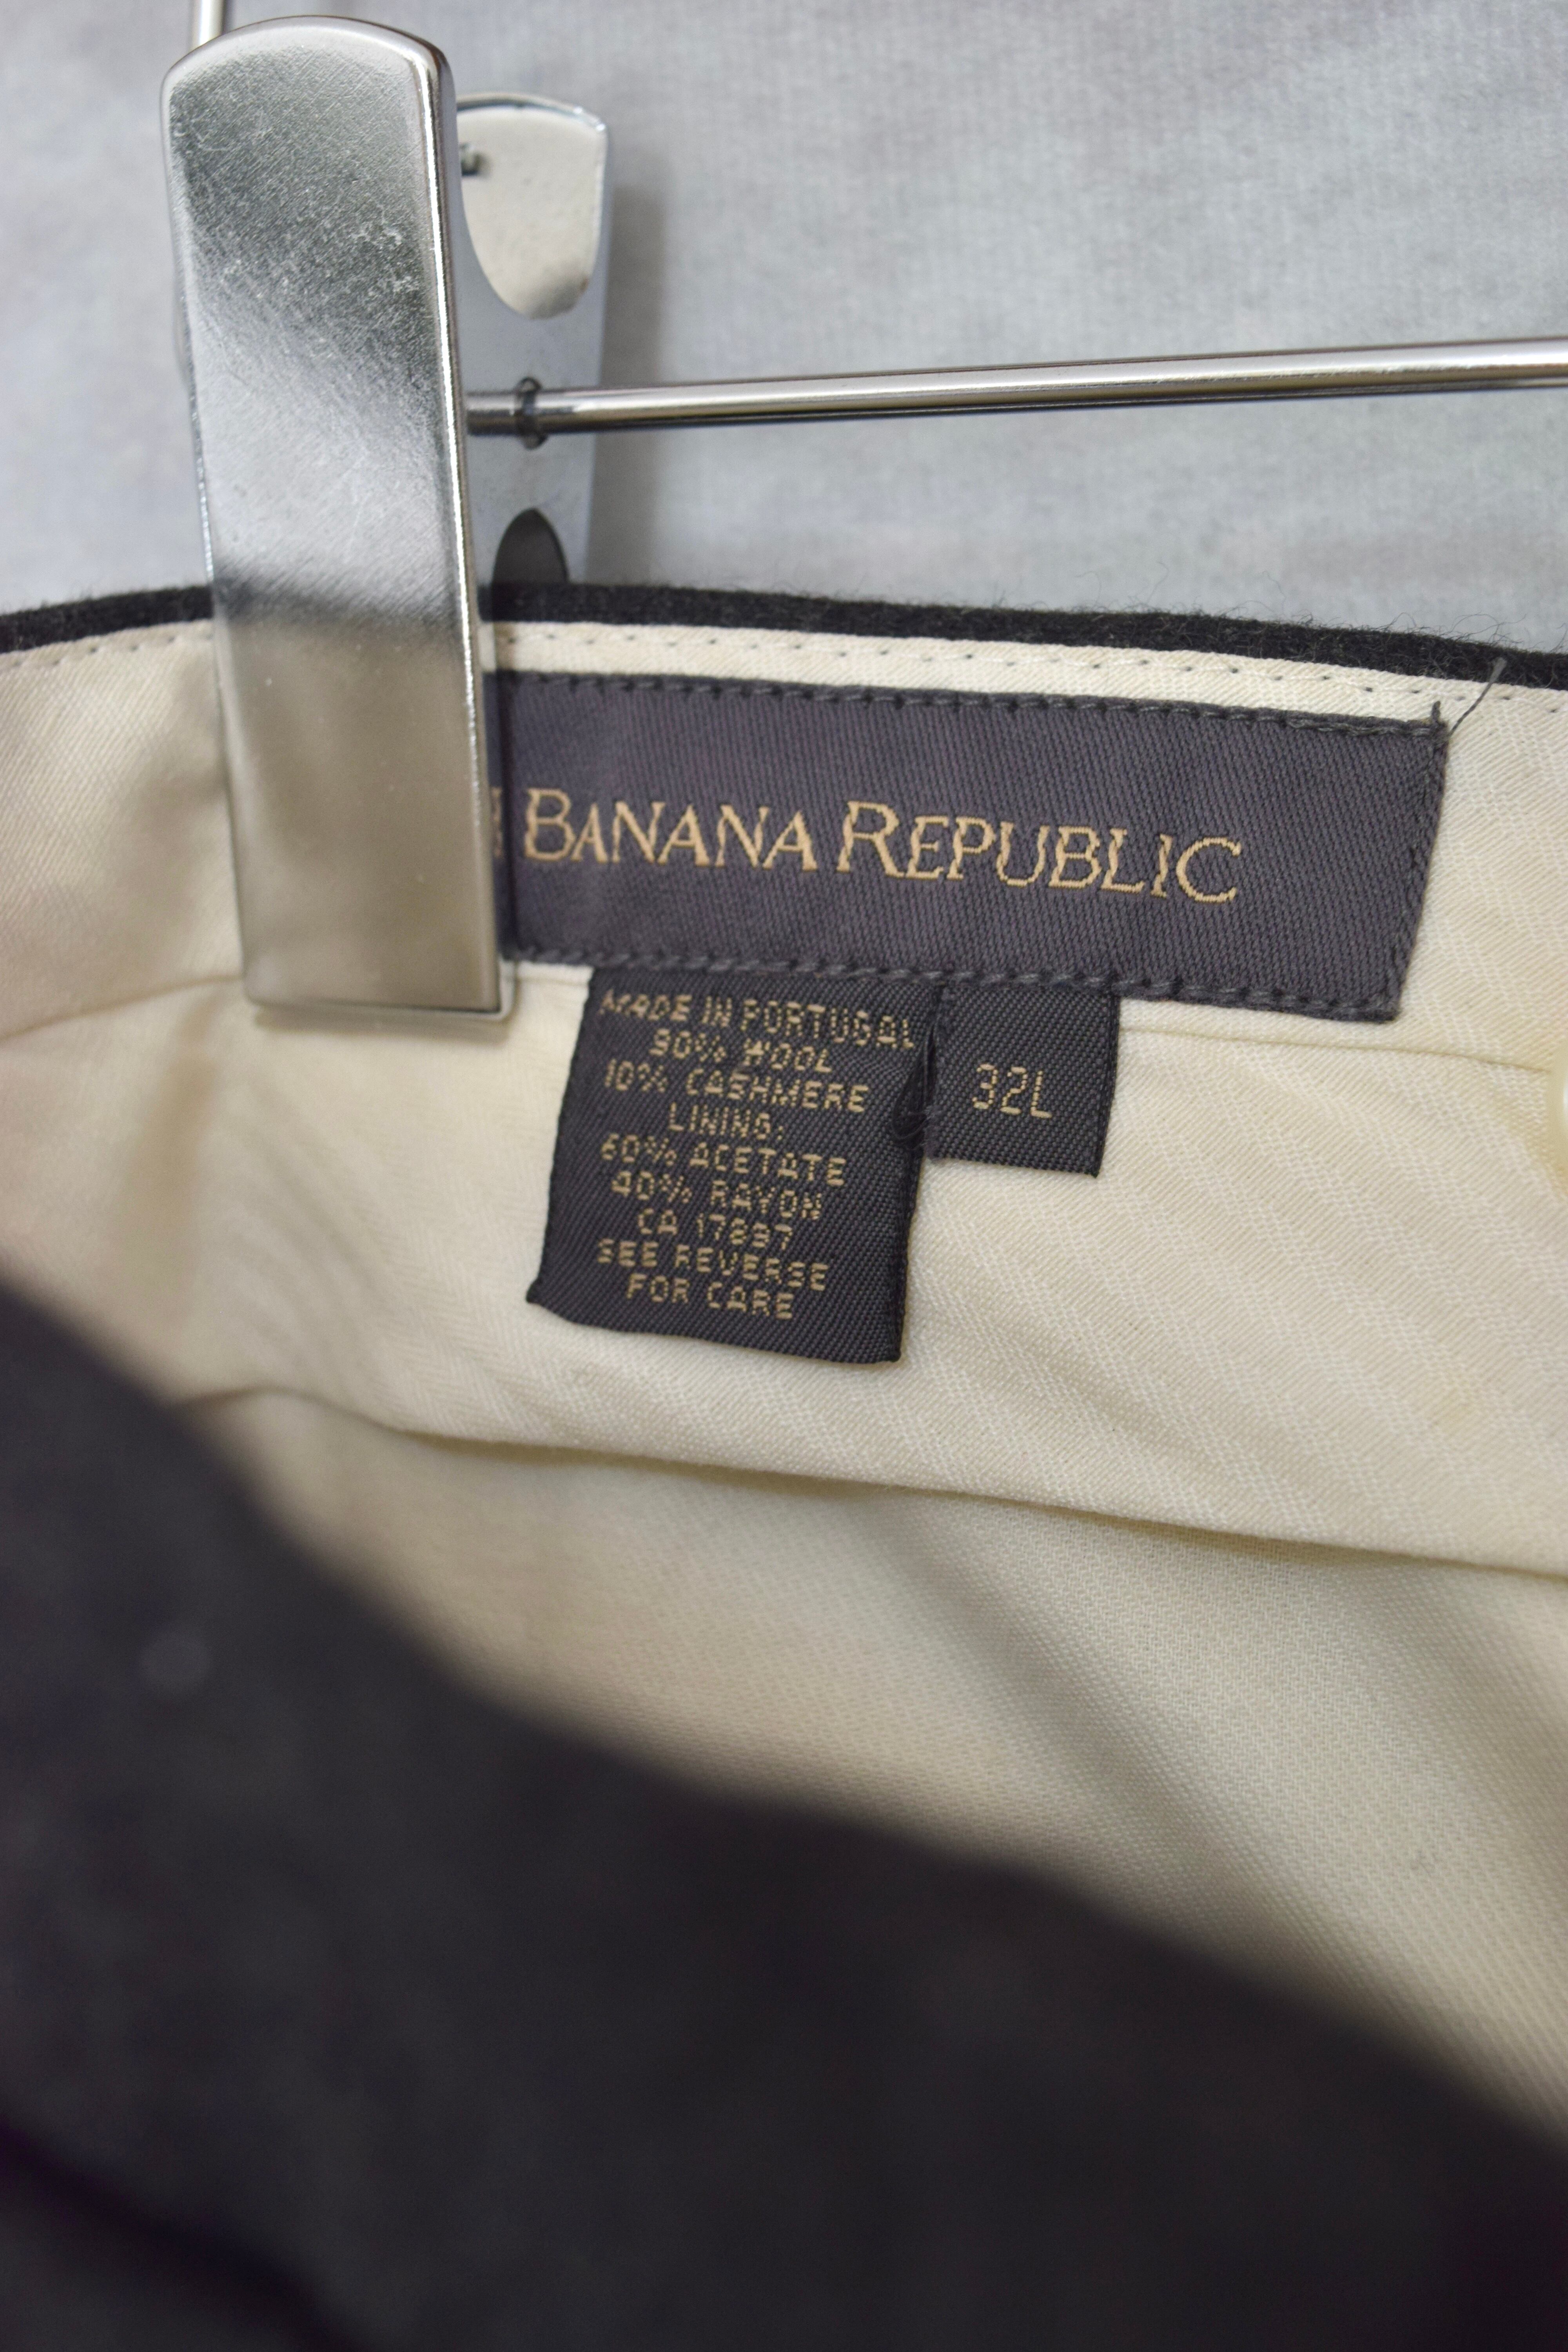 BANANA REPUBLIC
MADE IN PORTUGAL
90% WOOL
10% CASHMERE
LINING:
60% ACETATE
40% RAYON
CA 17897
SEE REVERSE
FOR CARE
32L